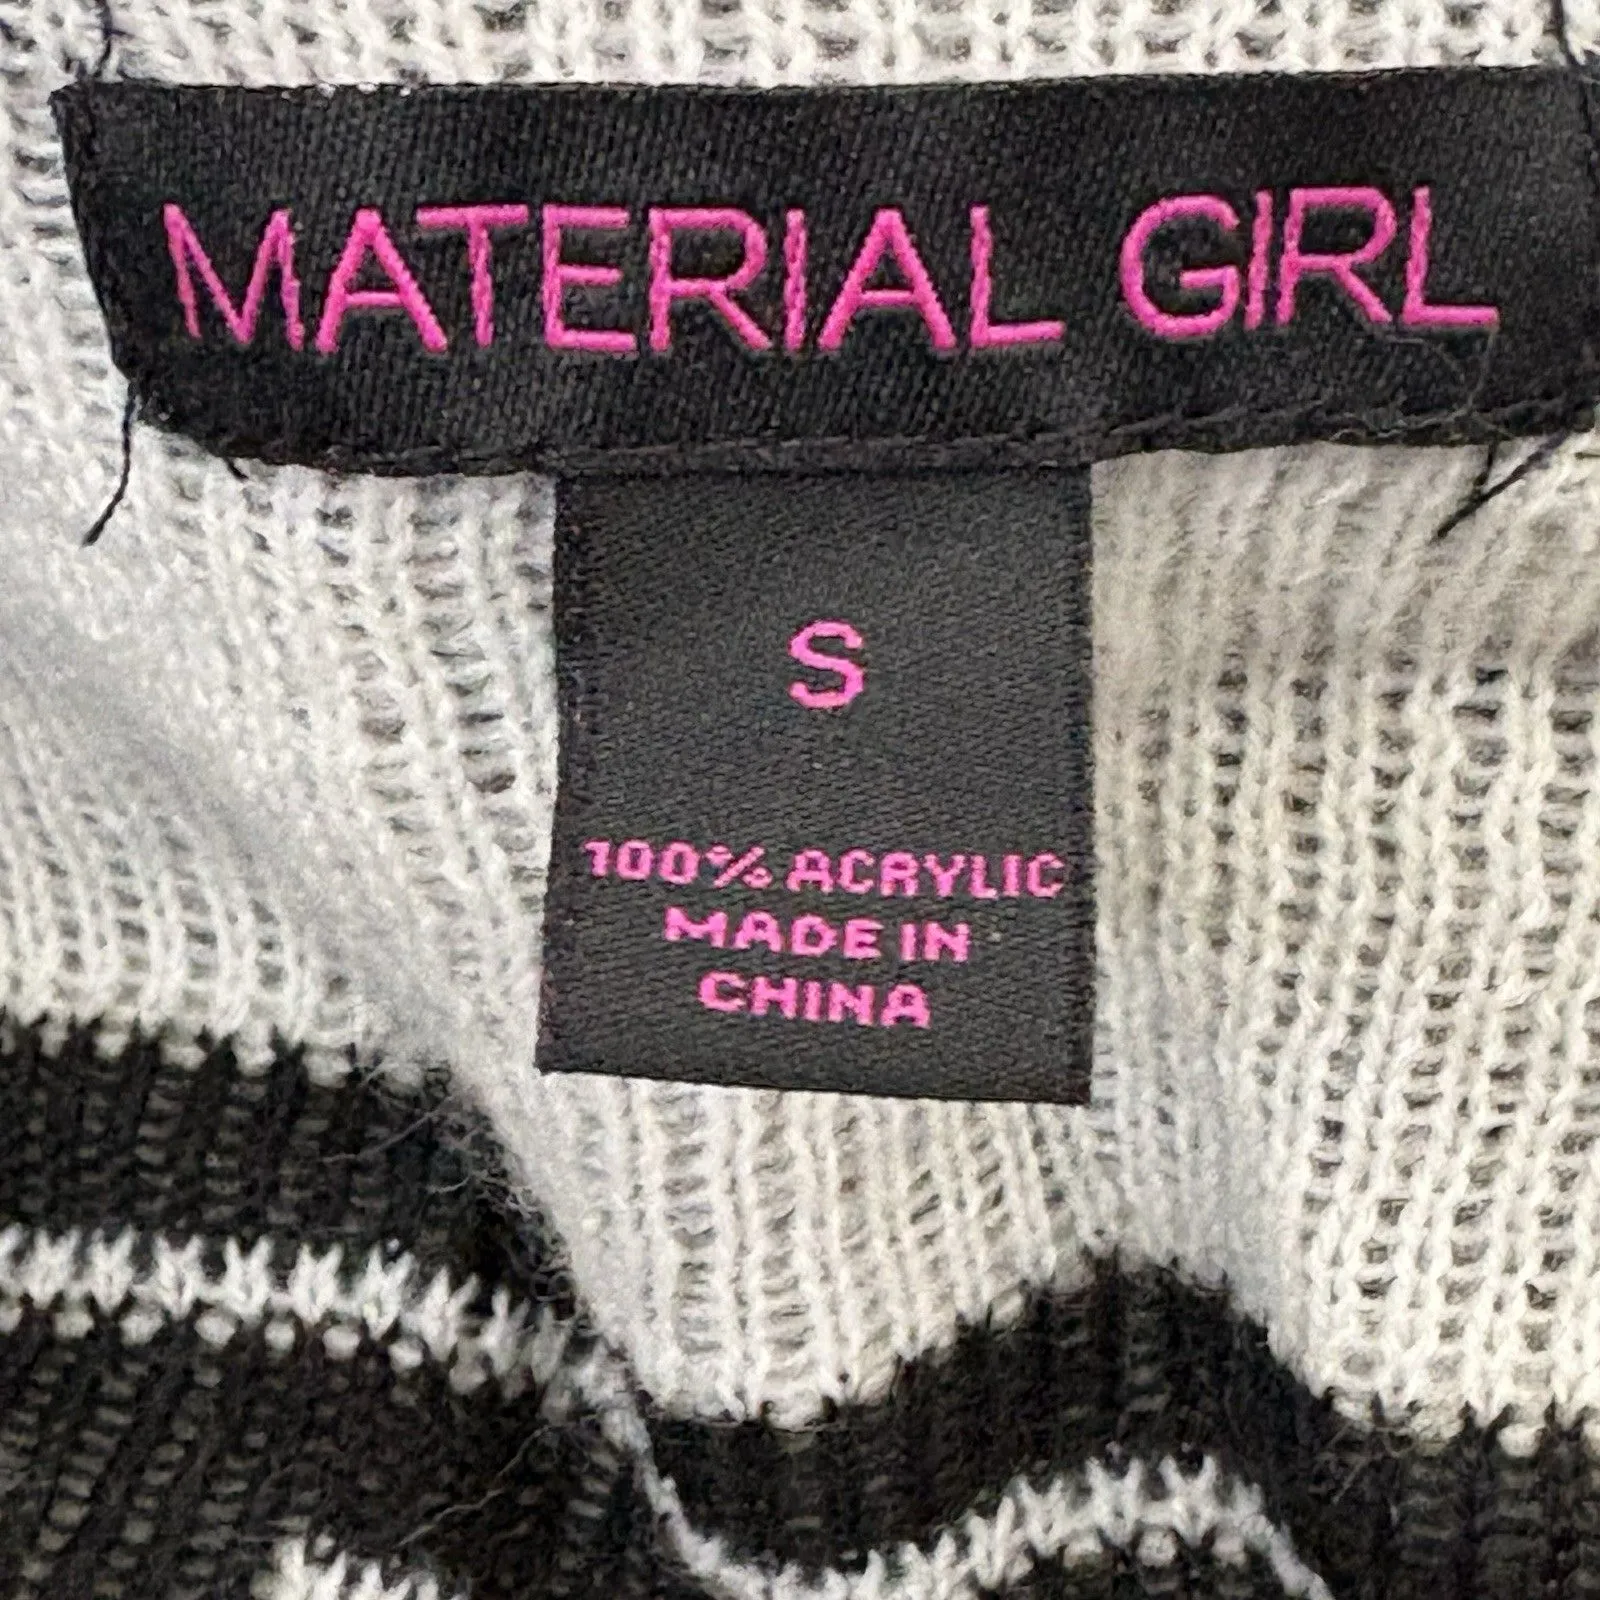 MATERIAL GIRL
S
100% ACRYLIC
MADE IN
CHINA